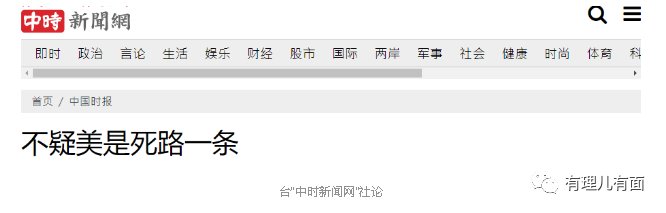 中時 新聞網
即时 政治 言论 生活 娱乐 财经 股市 国际 两岸 军事 社会 健康 时尚 体育 科
首页 / 中国时报
不疑美是死路一条
台“中时新闻网”社论
有理儿有面